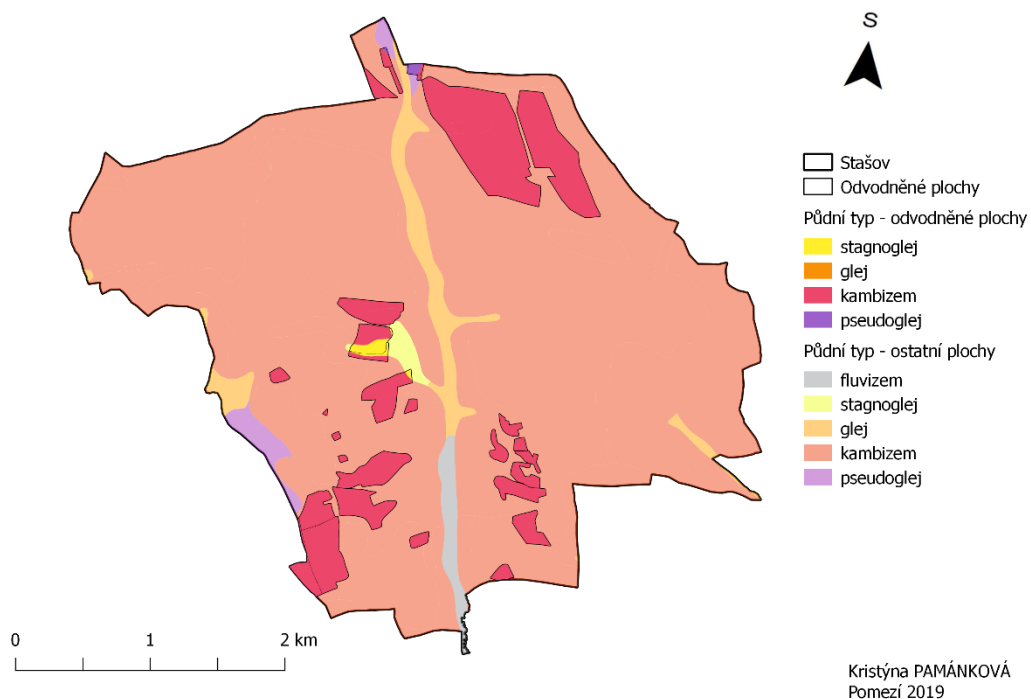 S
Stašov
Odvodněné plochy
Půdní typ - odvodněné plochy
stagnoglej
glej
kambizem
pseudoglej
Půdní typ - ostatní plochy
fluvizem
stagnoglej
glej
kambizem
pseudoglej
0 1 2 km
Kristýna PAMÁNKOVÁ
Pomezí 2019